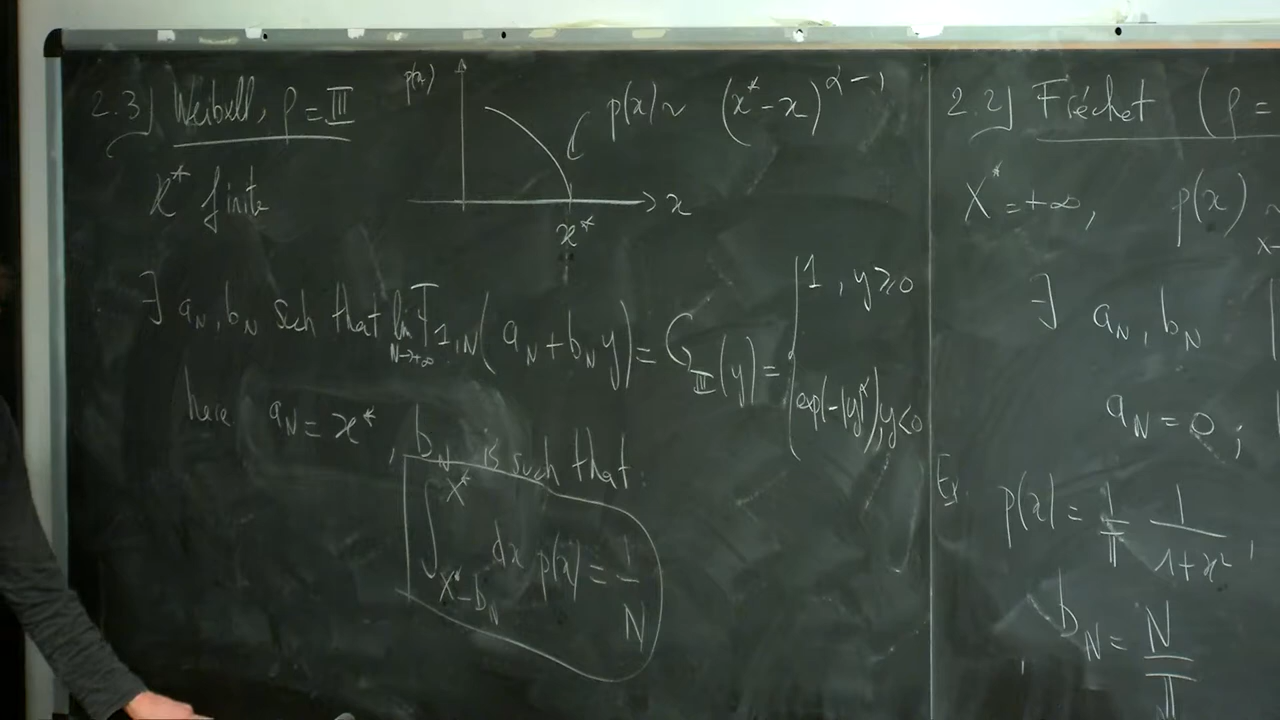 2.3) Weibull, ρ = III
p(x)
p(x) ~ (x* - x)^{α-1}
x* finite
x
x*
∃ a_N, b_N such that lim_{N→+∞} F_{1,N}(a_N + b_N y) = G_{III}(y) = { 1, y ≥ 0
exp(-|y|^α), y < 0
here a_N = x*, b_N is such that:
∫_{x*-b_N}^{x*} dx p(x) = 1/N
2.2) Fréchet (ρ =
X* = +∞, p(x) ~
x→
∃ a_N, b_N
a_N = 0;
Ex
p(x) = 1/π 1/(1+x²),
b_N = N/π